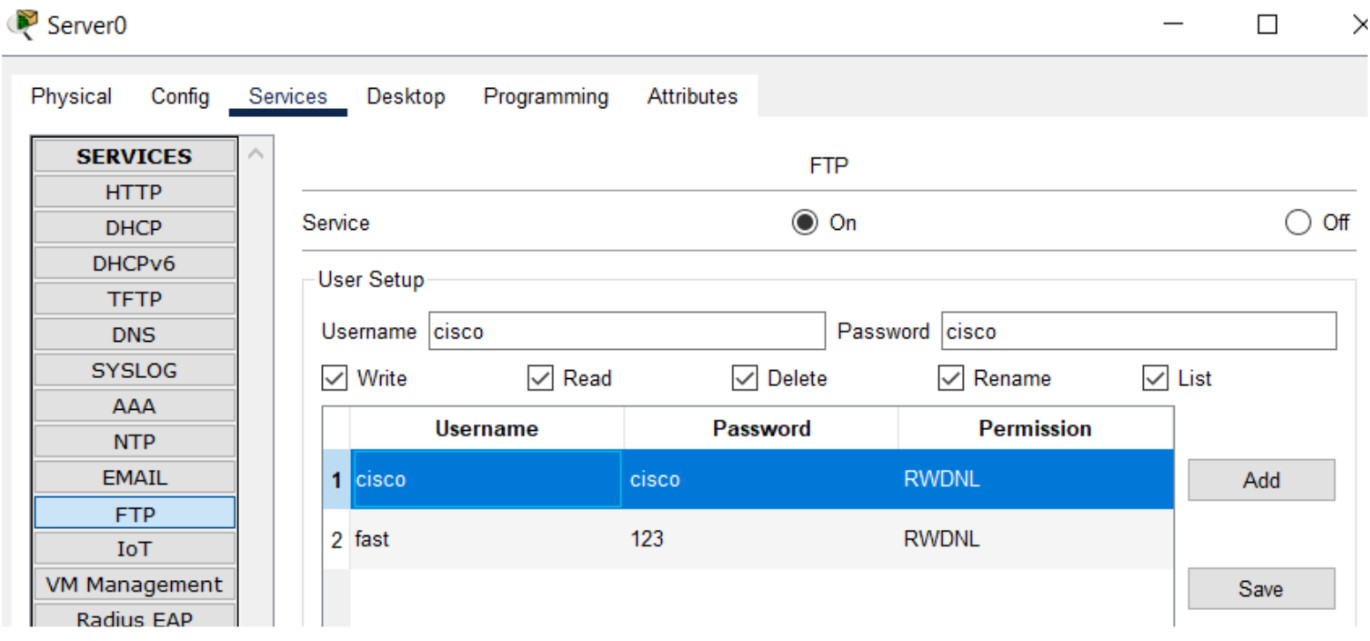 Server0
Physical Config Services Desktop Programming Attributes
SERVICES
HTTP
DHCP
DHCPv6
TFTP
DNS
SYSLOG
AAA
NTP
EMAIL
FTP
IoT
VM Management
Radius EAP
FTP
Service On Off
User Setup
Username cisco Password cisco
Write Read Delete Rename List
Username Password Permission
1 cisco cisco RWDNL
2 fast 123 RWDNL
Add
Save